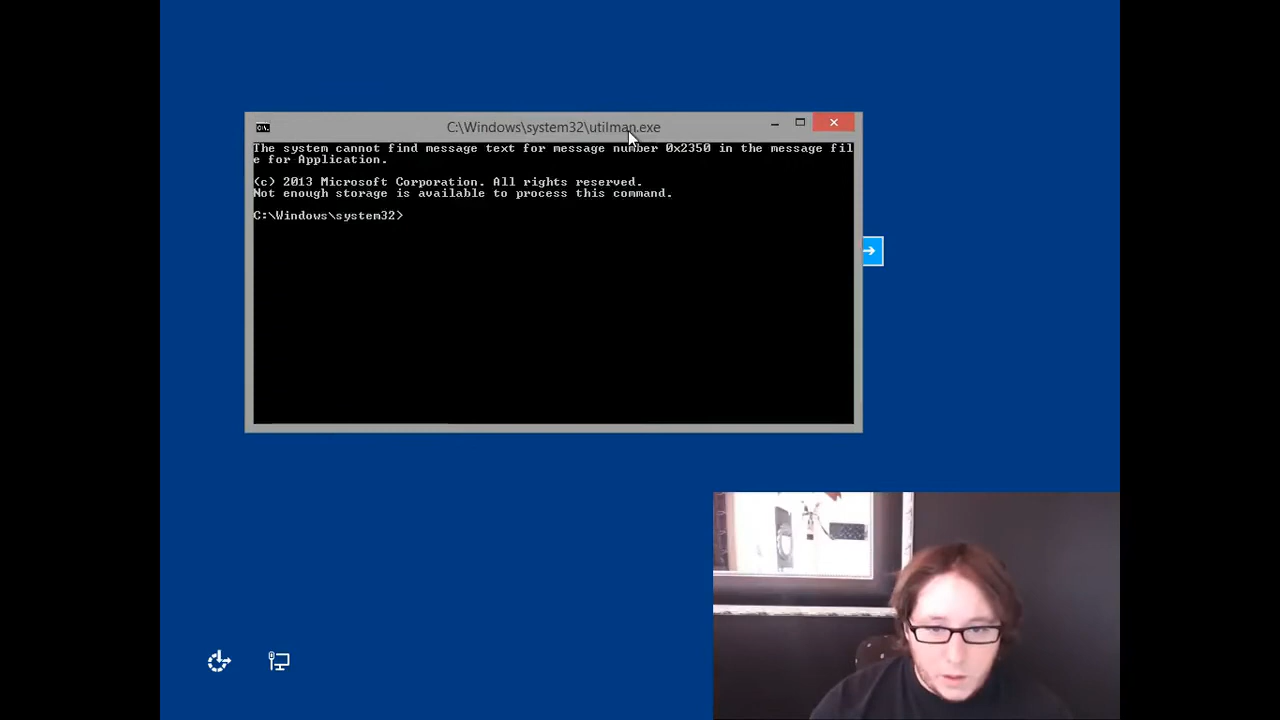 C:\Windows\system32\utilman.exe
The system cannot find message text for message number 0x2350 in the message fil
e for Application.
(c) 2013 Microsoft Corporation. All rights reserved.
Not enough storage is available to process this command.
C:\Windows\system32>